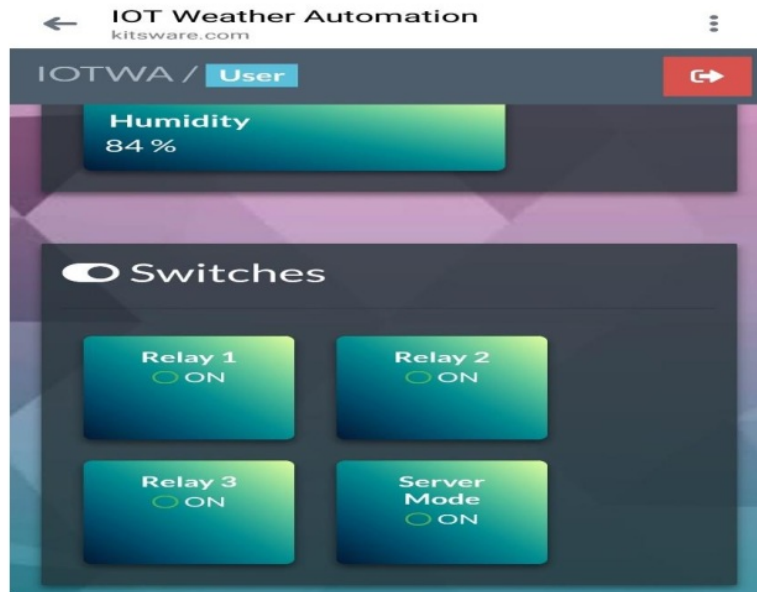 IOT Weather Automation
kitsware.com
IOTWA / User
Humidity
84 %
Switches
Relay 1
ON
Relay 2
ON
Relay 3
ON
Server
Mode
ON